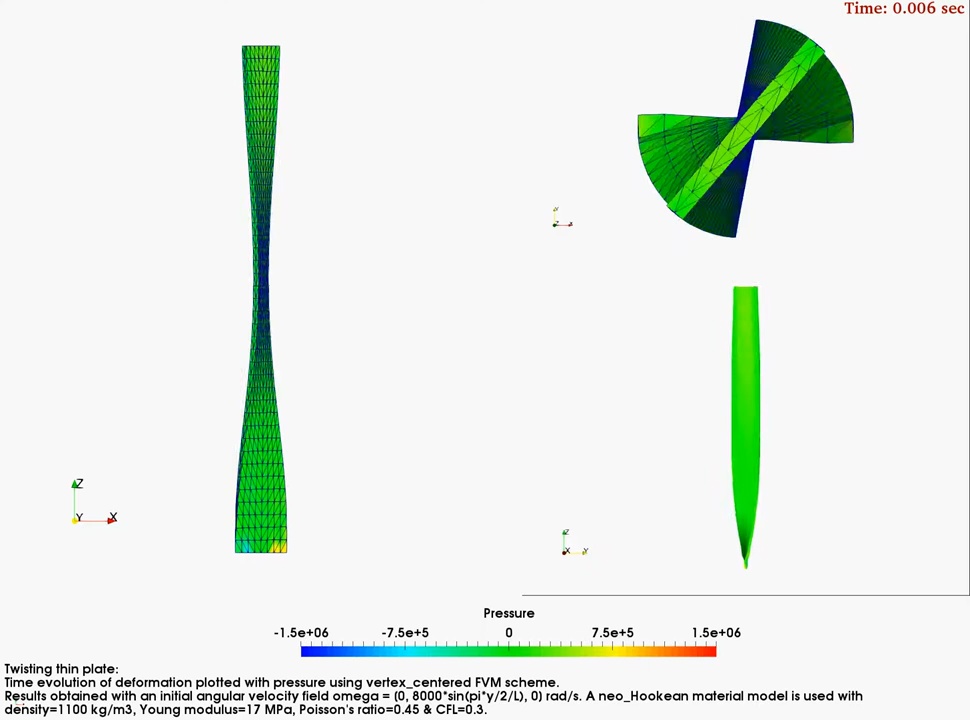 Time: 0.006 sec
Z
Y
X
Y
Z
X
Z
X
Y
Pressure
-1.5e+06
-7.5e+5
0
7.5e+5
1.5e+06
Twisting thin plate:
Time evolution of deformation plotted with pressure using vertex_centered FVM scheme.
Results obtained with an initial angular velocity field omega = (0, 8000*sin(pi*y/2/L), 0) rad/s. A neo_Hookean material model is used with
density=1100 kg/m3, Young modulus=17 MPa, Poisson's ratio=0.45 & CFL=0.3.